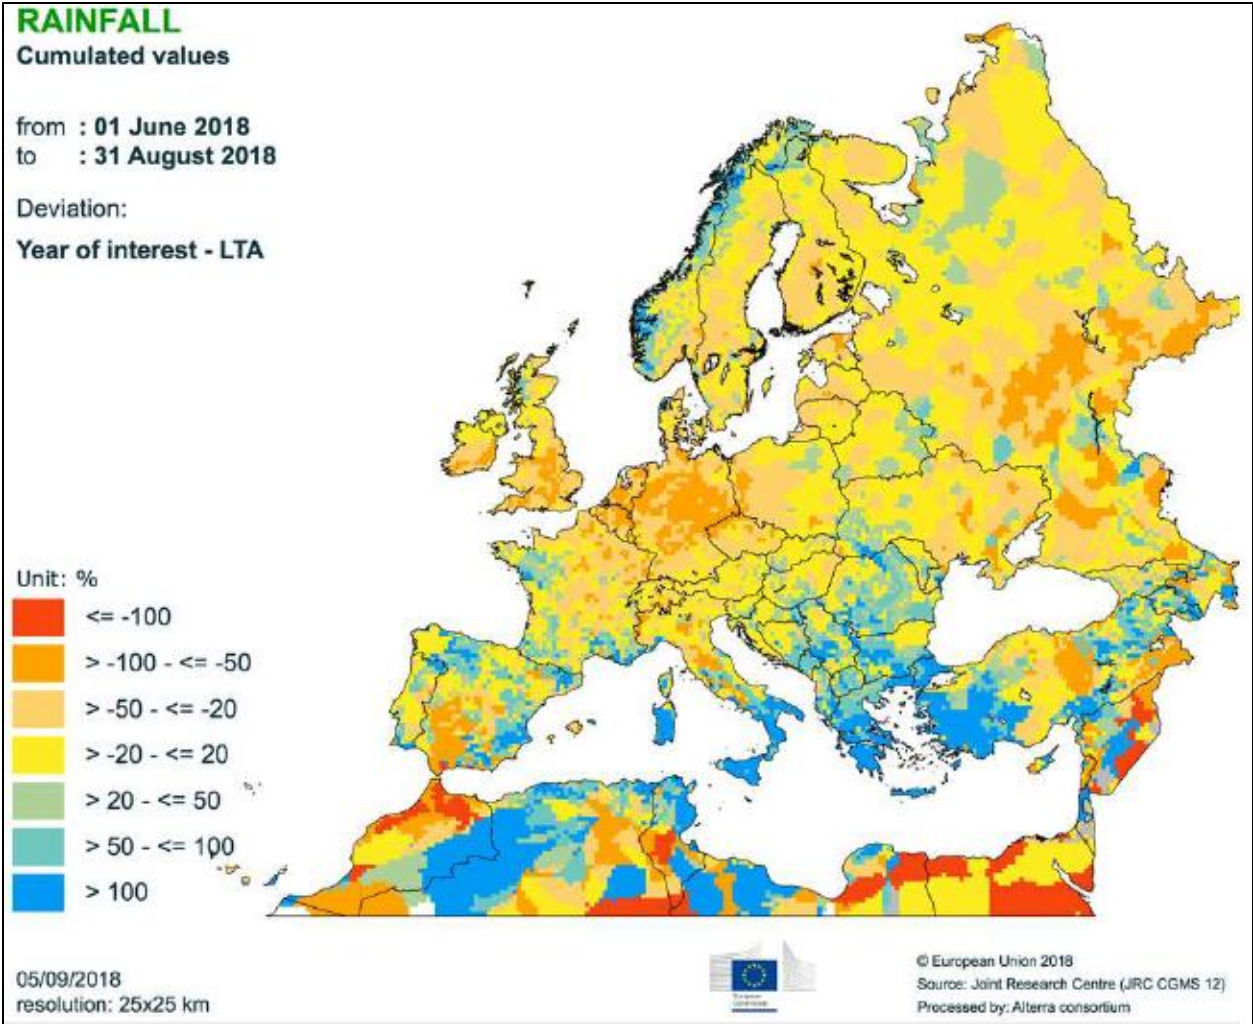 RAINFALL
Cumulated values
from : 01 June 2018
to : 31 August 2018
Deviation:
Year of interest - LTA
Unit: %
<= -100
> -100 - <= -50
> -50 - <= -20
> -20 - <= 20
> 20 - <= 50
> 50 - <= 100
> 100
05/09/2018
resolution: 25x25 km
European
Commission
© European Union 2018
Source: Joint Research Centre (JRC CGMS 12)
Processed by: Alterra consortium